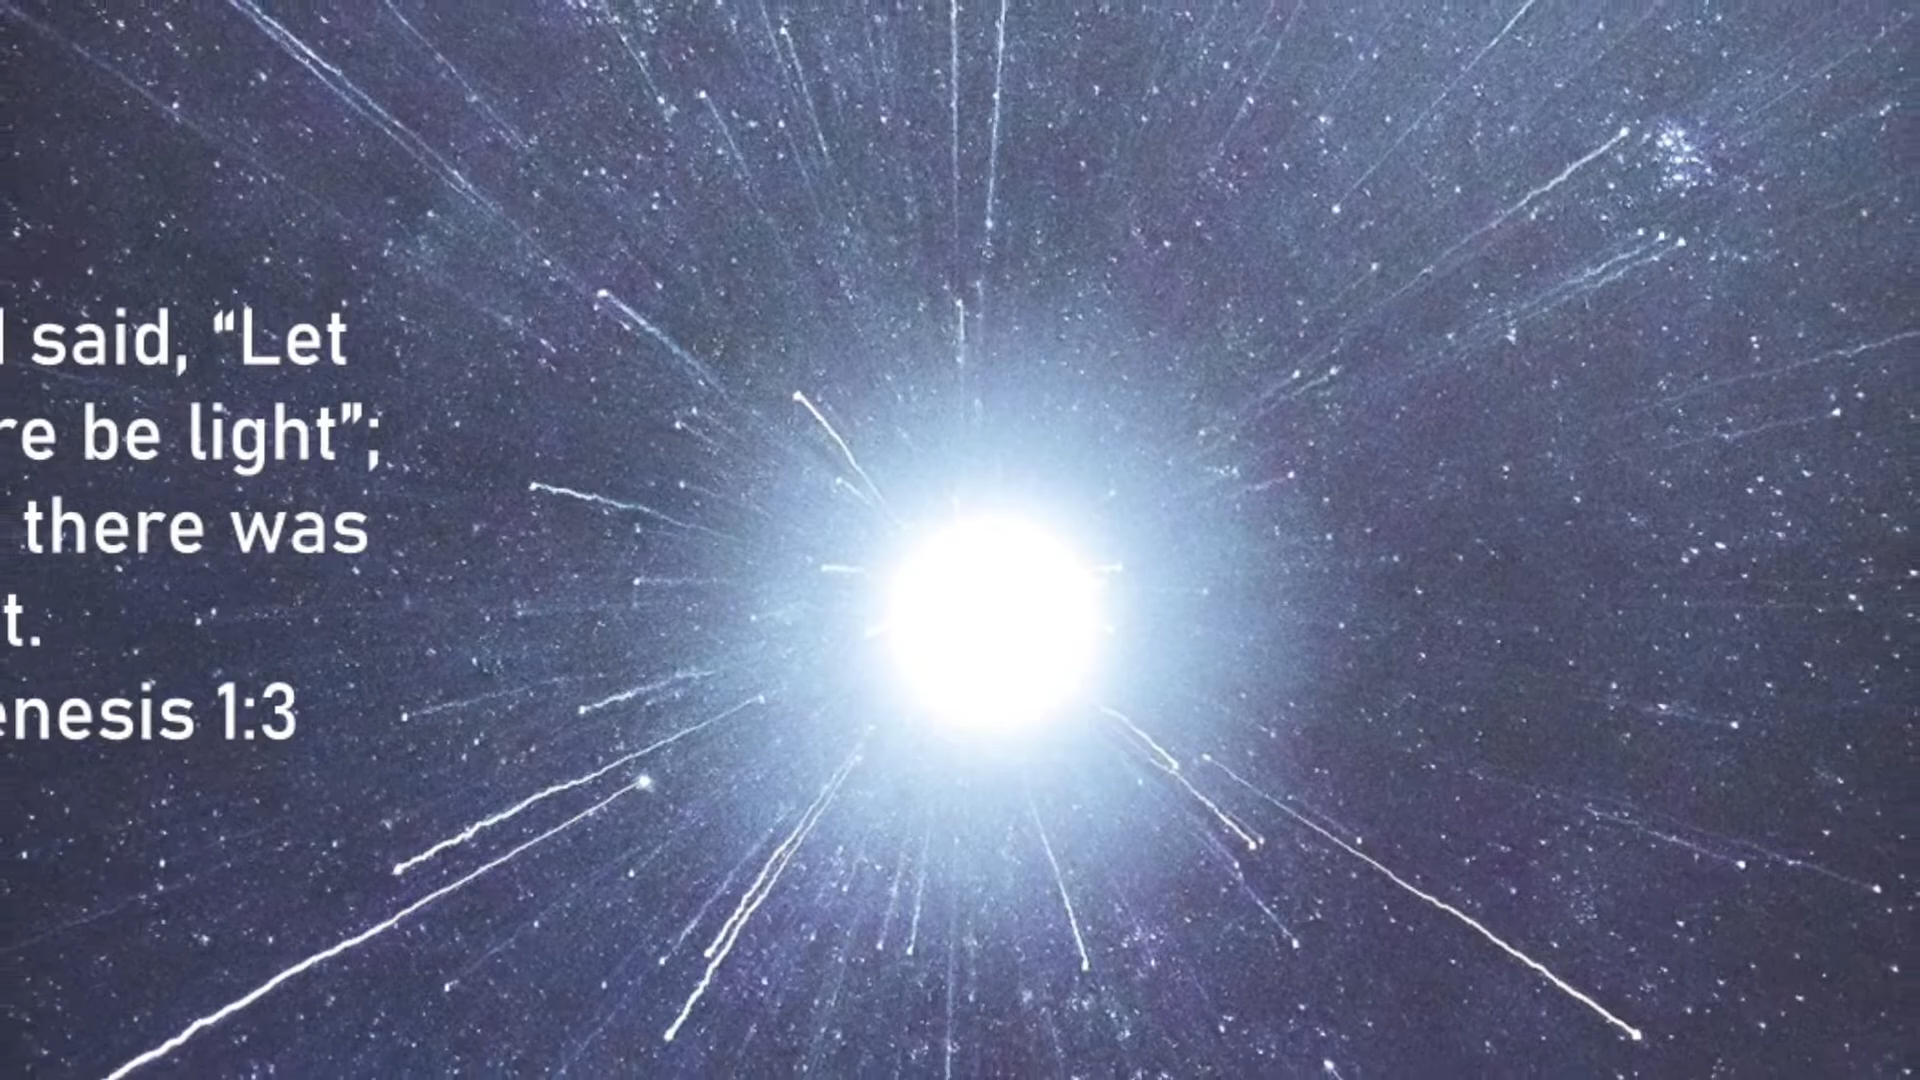 said, “Let
re be light”;
there was
t.
enesis 1:3